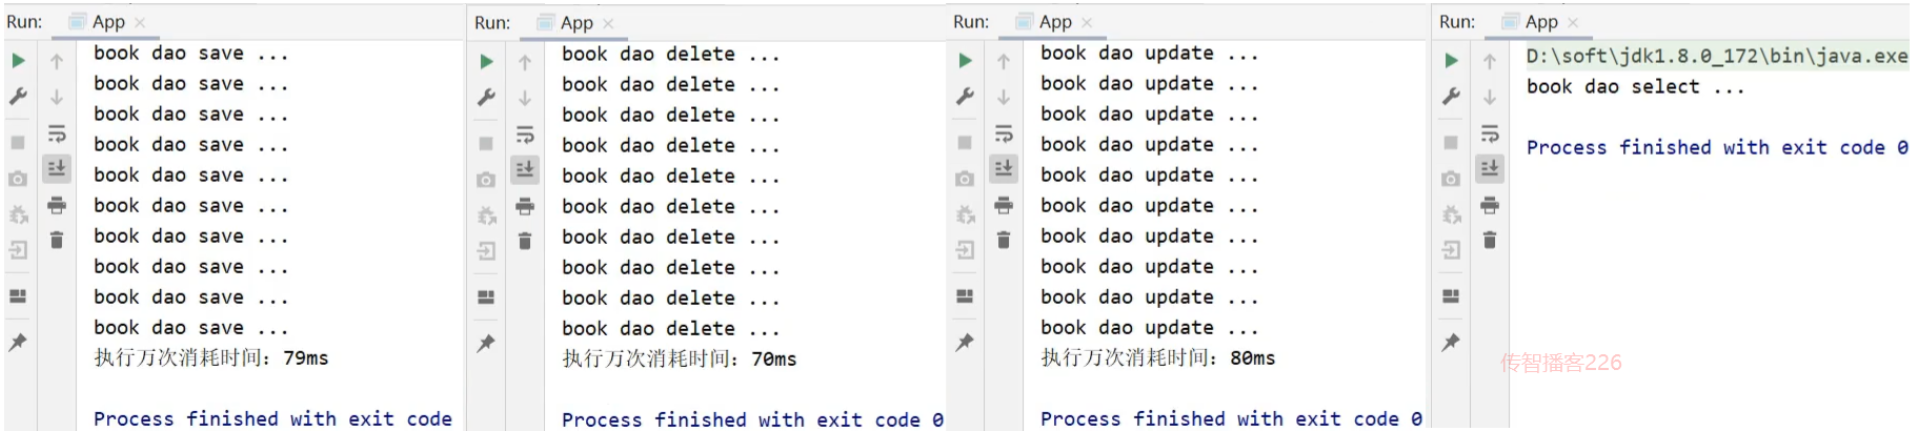 Run: App ×
book dao save ...
book dao save ...
book dao save ...
book dao save ...
book dao save ...
book dao save ...
book dao save ...
book dao save ...
book dao save ...
book dao save ...
执行万次消耗时间：79ms
Process finished with exit code
Run: App ×
book dao delete ...
book dao delete ...
book dao delete ...
book dao delete ...
book dao delete ...
book dao delete ...
book dao delete ...
book dao delete ...
book dao delete ...
book dao delete ...
执行万次消耗时间：70ms
Process finished with exit code 0
Run: App ×
book dao update ...
book dao update ...
book dao update ...
book dao update ...
book dao update ...
book dao update ...
book dao update ...
book dao update ...
book dao update ...
book dao update ...
执行万次消耗时间：80ms
Process finished with exit code 0
Run: App ×
D:\soft\jdk1.8.0_172\bin\java.exe
book dao select ...
Process finished with exit code 0
传智播客226